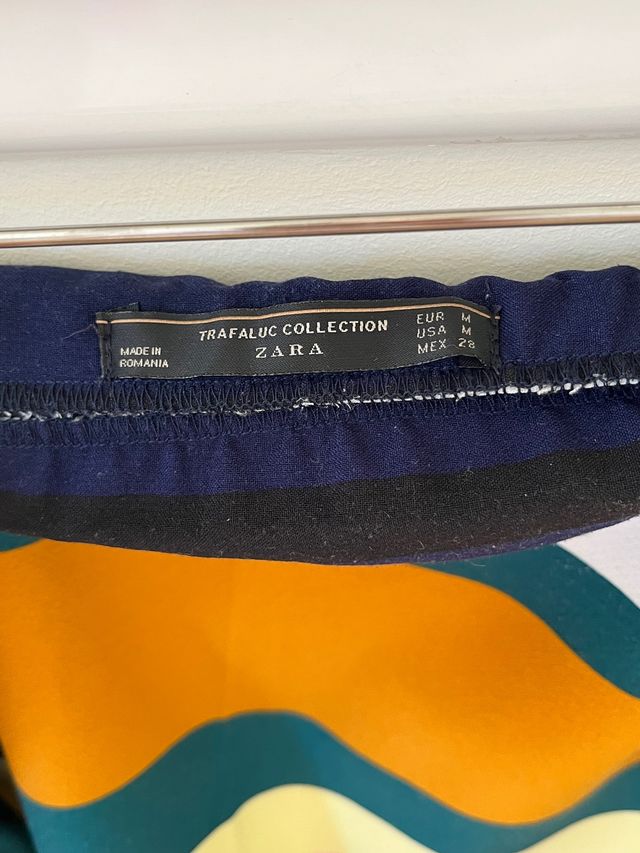 TRAFALUC COLLECTION
ZARA
MADE IN
ROMANIA
EUR M
USA M
MEX 28